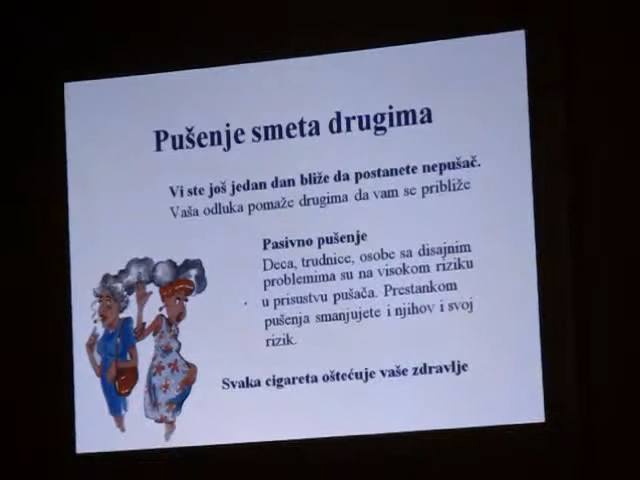 Pušenje smeta drugima
Vi ste još jedan dan bliže da postanete nepušač.
Vaša odluka pomaže drugima da vam se približe
Pasivno pušenje
Deca, trudnice, osobe sa disajnim
problemima su na visokom riziku
u prisustvu pušača. Prestankom
pušenja smanjujete i njihov i svoj
rizik.
Svaka cigareta oštećuje vaše zdravlje